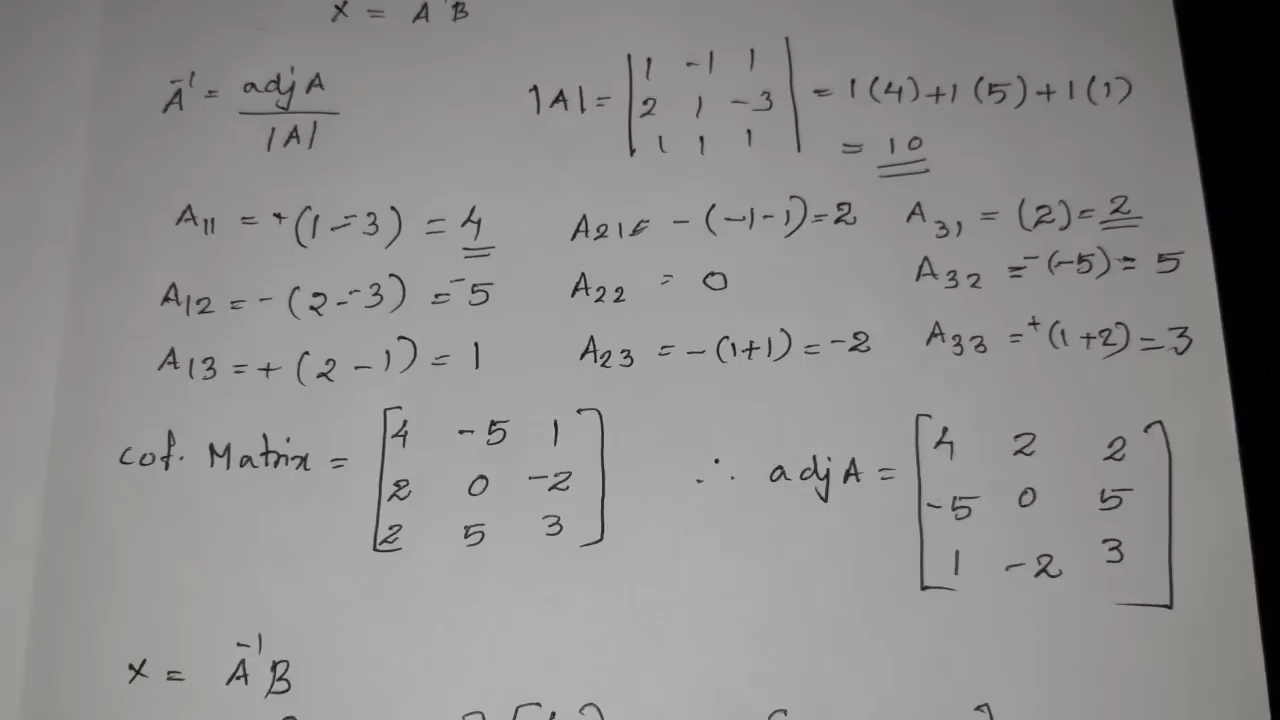 X = A B
A⁻¹ = adj A / |A|
|A| = | 1 -1 1 | = 1(4)+1(5)+1(1)
| 2 1 -3 |
| 1 1 1 |
= 10
A11 = +(1 - -3) = 4
A21 = -(-1-1) = 2
A31 = (2) = 2
A12 = -(2 - -3) = -5
A22 = 0
A32 = -(-5) = 5
A13 = +(2 - 1) = 1
A23 = -(1+1) = -2
A33 = +(1+2) = 3
Cof. Matrix = [ 4 -5 1
2 0 -2
2 5 3 ]
∴ adj A = [ 4 2 2
-5 0 5
1 -2 3 ]
X = A⁻¹ B